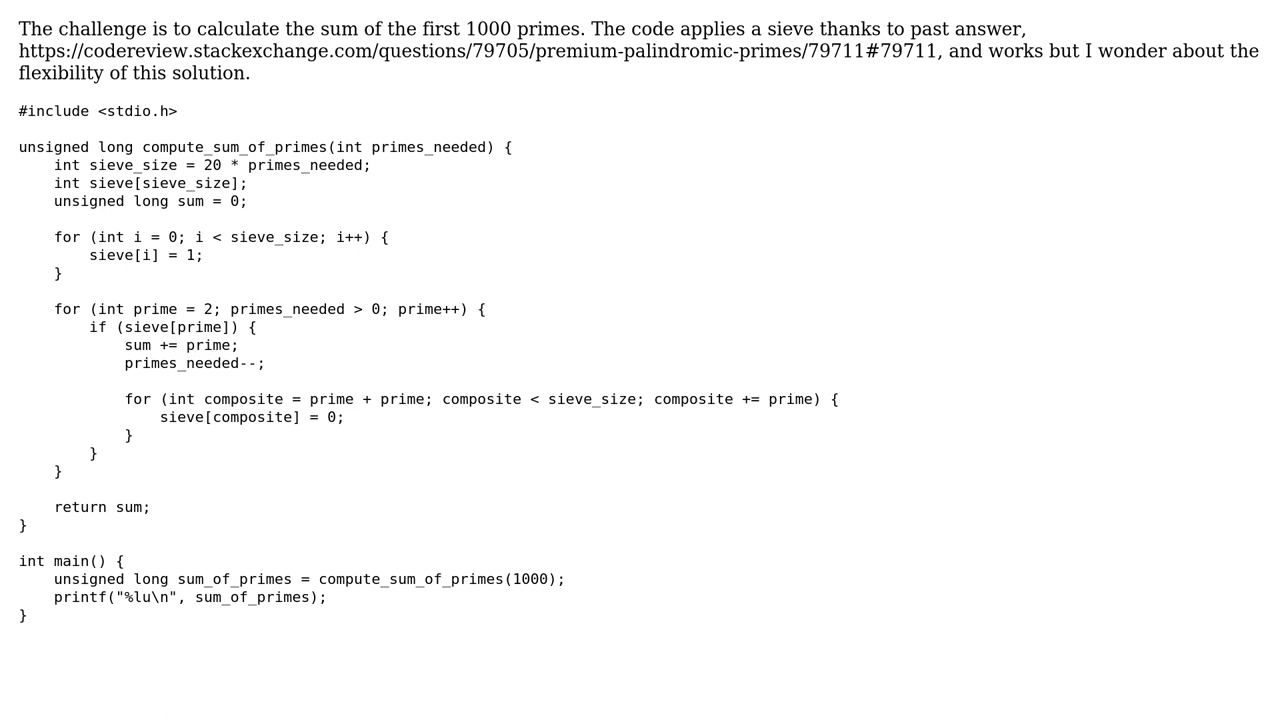 The challenge is to calculate the sum of the first 1000 primes. The code applies a sieve thanks to past answer,
https://codereview.stackexchange.com/questions/79705/premium-palindromic-primes/79711#79711, and works but I wonder about the
flexibility of this solution.
#include <stdio.h>
unsigned long compute_sum_of_primes(int primes_needed) {
    int sieve_size = 20 * primes_needed;
    int sieve[sieve_size];
    unsigned long sum = 0;
    for (int i = 0; i < sieve_size; i++) {
        sieve[i] = 1;
    }
    for (int prime = 2; primes_needed > 0; prime++) {
        if (sieve[prime]) {
            sum += prime;
            primes_needed--;
            for (int composite = prime + prime; composite < sieve_size; composite += prime) {
                sieve[composite] = 0;
            }
        }
    }
    return sum;
}
int main() {
    unsigned long sum_of_primes = compute_sum_of_primes(1000);
    printf("%lu\n", sum_of_primes);
}